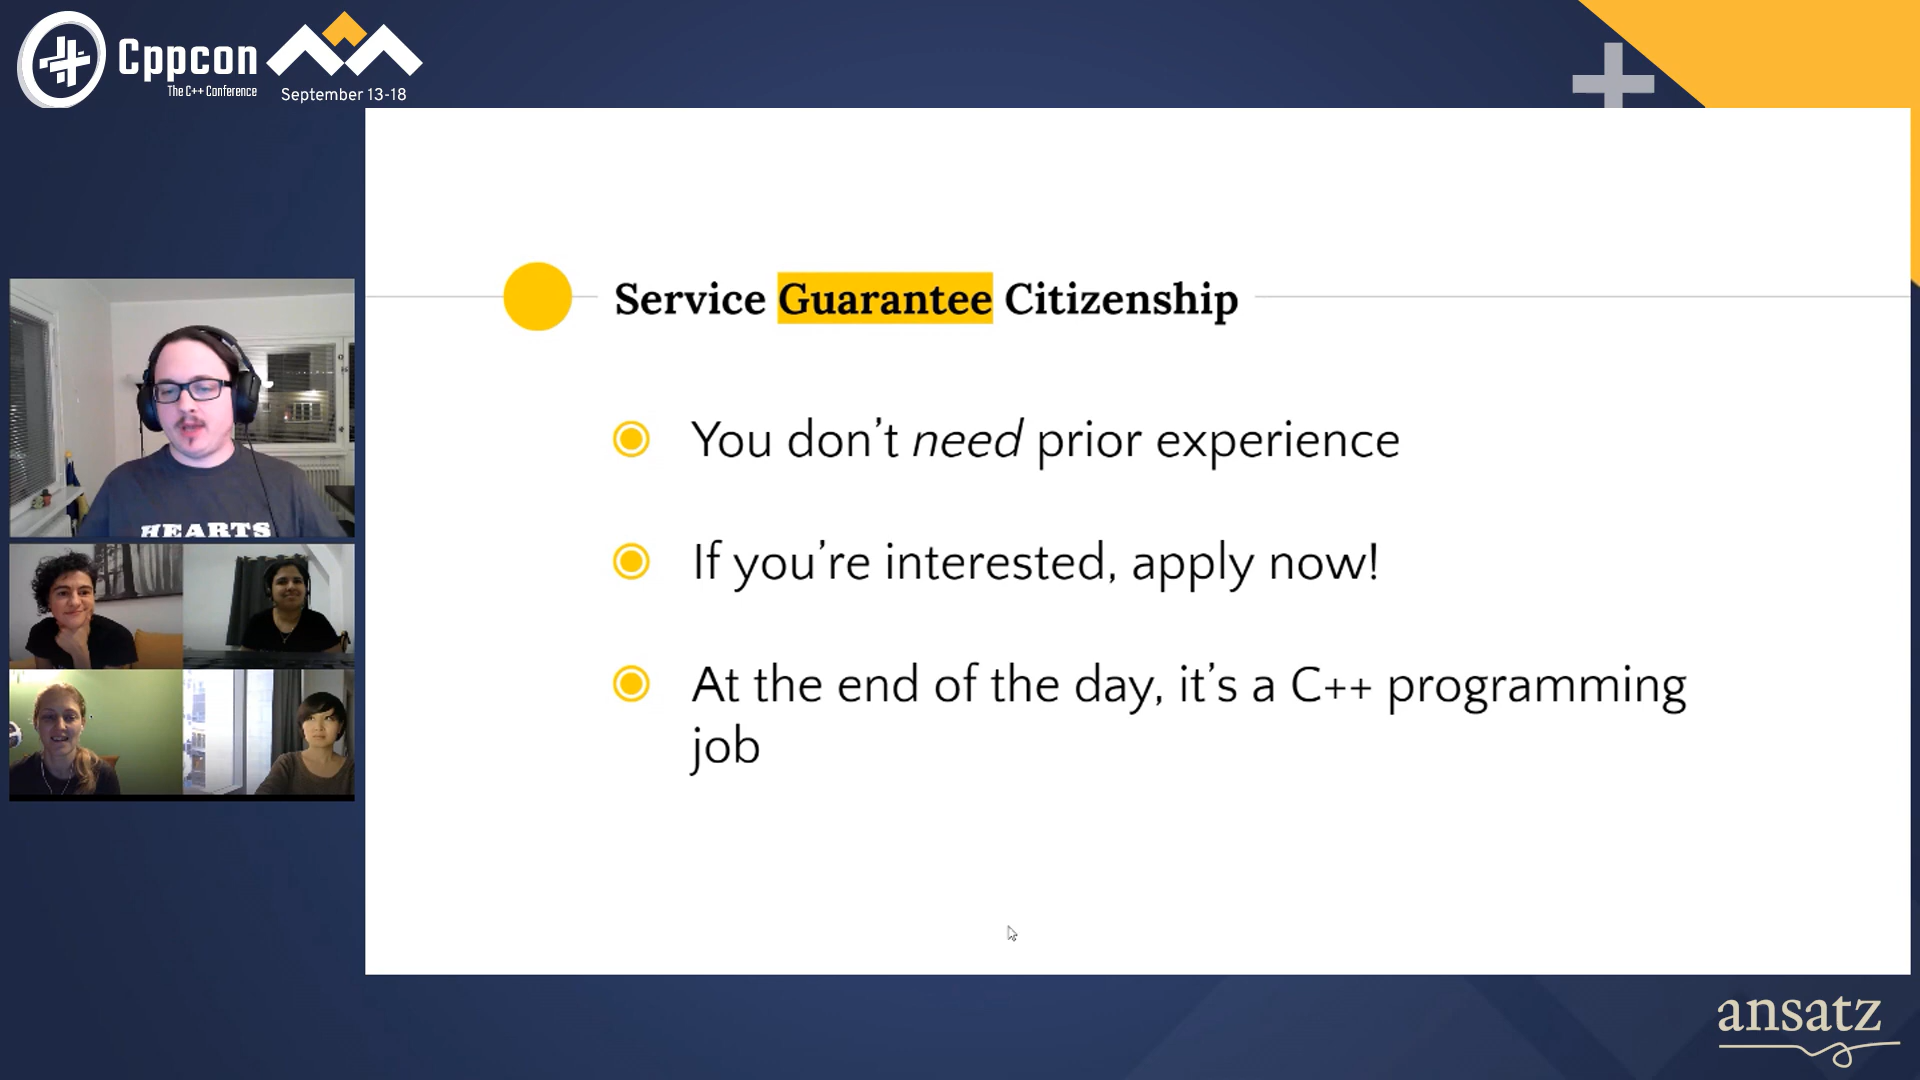 Cppcon
The C++ Conference
September 13-18
Service Guarantee Citizenship
You don't need prior experience
If you're interested, apply now!
At the end of the day, it's a C++ programming
job
HEARTS
ansatz